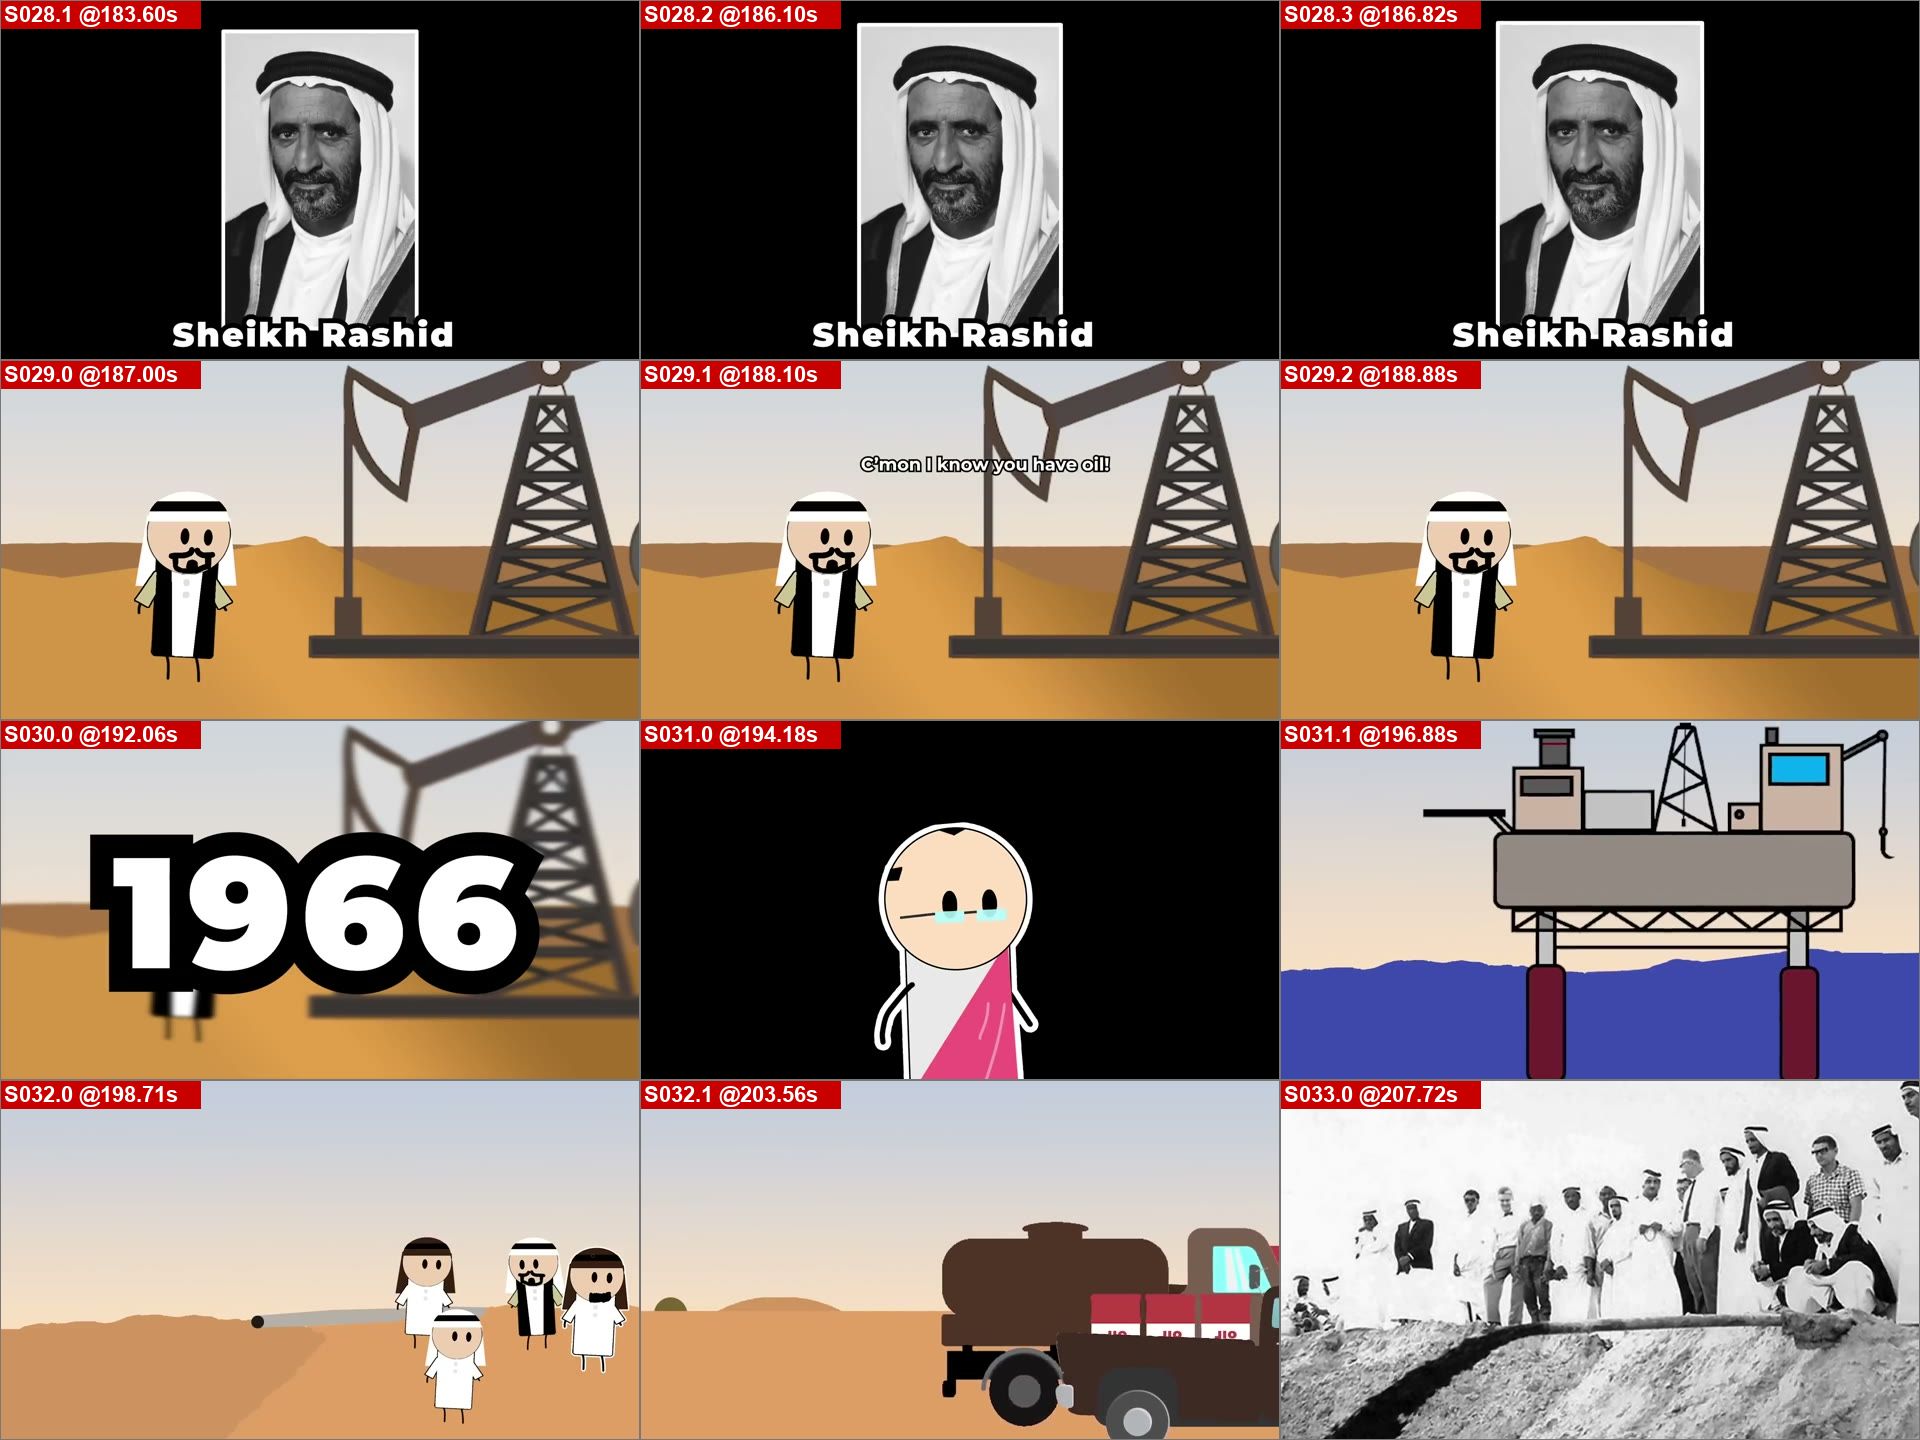 S028.1 @183.60s
S028.2 @186.10s
S028.3 @186.82s
Sheikh Rashid
Sheikh Rashid
Sheikh Rashid
S029.0 @187.00s
S029.1 @188.10s
S029.2 @188.88s
C'mon I know you have oil!
S030.0 @192.06s
S031.0 @194.18s
S031.1 @196.88s
1966
S032.0 @198.71s
S032.1 @203.56s
S033.0 @207.72s
OIL OIL OIL